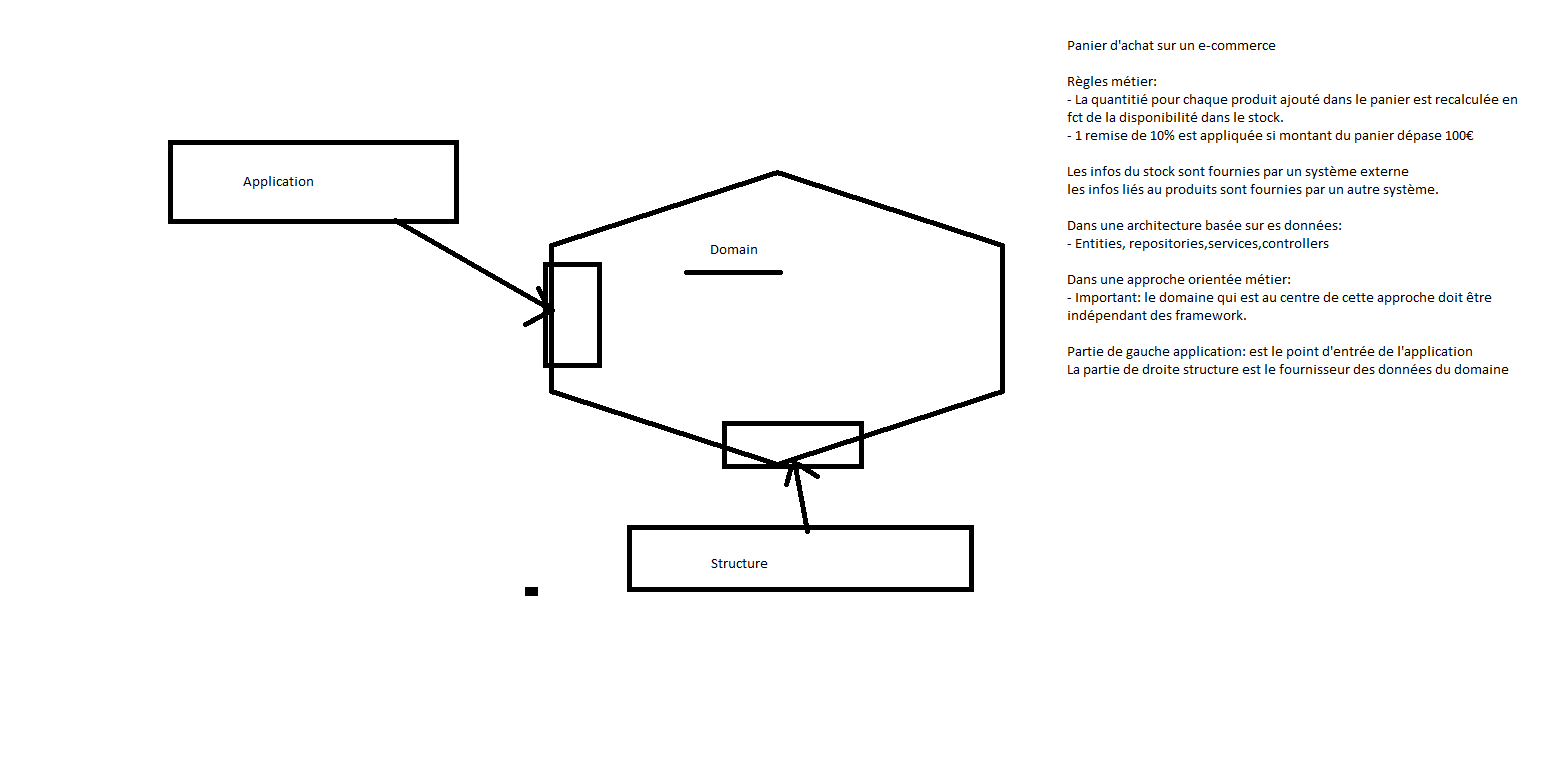 Panier d'achat sur un e-commerce
Règles métier:
- La quantitié pour chaque produit ajouté dans le panier est recalculée en
fct de la disponibilité dans le stock.
- 1 remise de 10% est appliquée si montant du panier dépase 100€
Les infos du stock sont fournies par un système externe
les infos liés au produits sont fournies par un autre système.
Dans une architecture basée sur es données:
- Entities, repositories,services,controllers
Dans une approche orientée métier:
- Important: le domaine qui est au centre de cette approche doit être
indépendant des framework.
Partie de gauche application: est le point d'entrée de l'application
La partie de droite structure est le fournisseur des données du domaine
Application
Domain
Structure